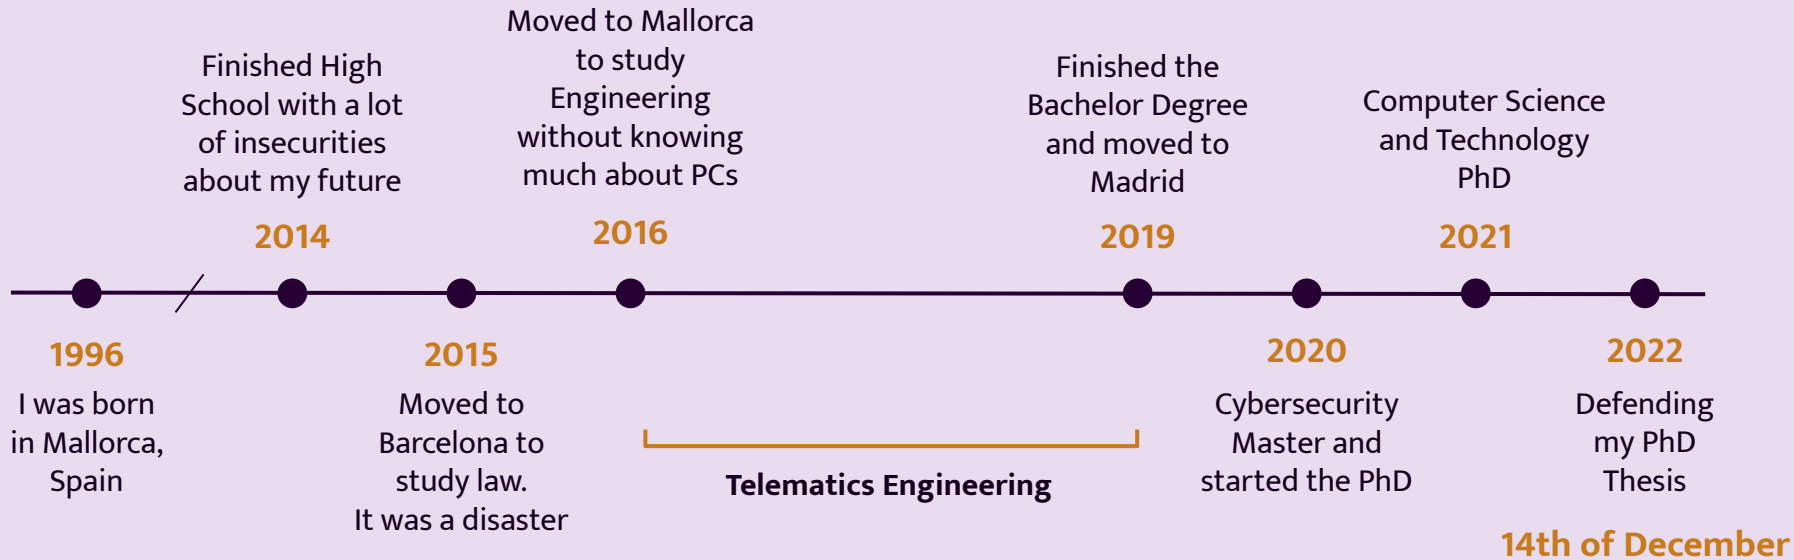 Finished High
School with a lot
of insecurities
about my future
2014
Moved to Mallorca
to study
Engineering
without knowing
much about PCs
2016
Finished the
Bachelor Degree
and moved to
Madrid
2019
Computer Science
and Technology
PhD
2021
1996
I was born
in Mallorca,
Spain
2015
Moved to
Barcelona to
study law.
It was a disaster
Telematics Engineering
2020
Cybersecurity
Master and
started the PhD
2022
Defending
my PhD
Thesis
14th of December